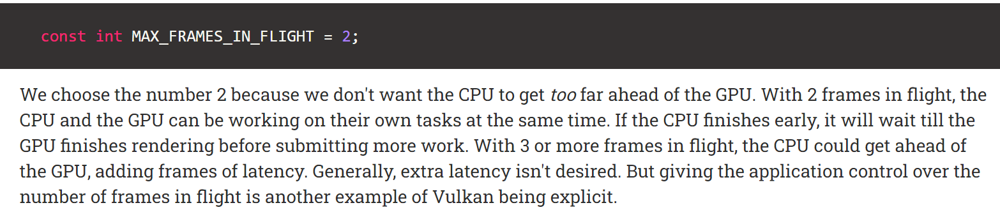 const int MAX_FRAMES_IN_FLIGHT = 2;
We choose the number 2 because we don't want the CPU to get too far ahead of the GPU. With 2 frames in flight, the
CPU and the GPU can be working on their own tasks at the same time. If the CPU finishes early, it will wait till the
GPU finishes rendering before submitting more work. With 3 or more frames in flight, the CPU could get ahead of
the GPU, adding frames of latency. Generally, extra latency isn't desired. But giving the application control over the
number of frames in flight is another example of Vulkan being explicit.